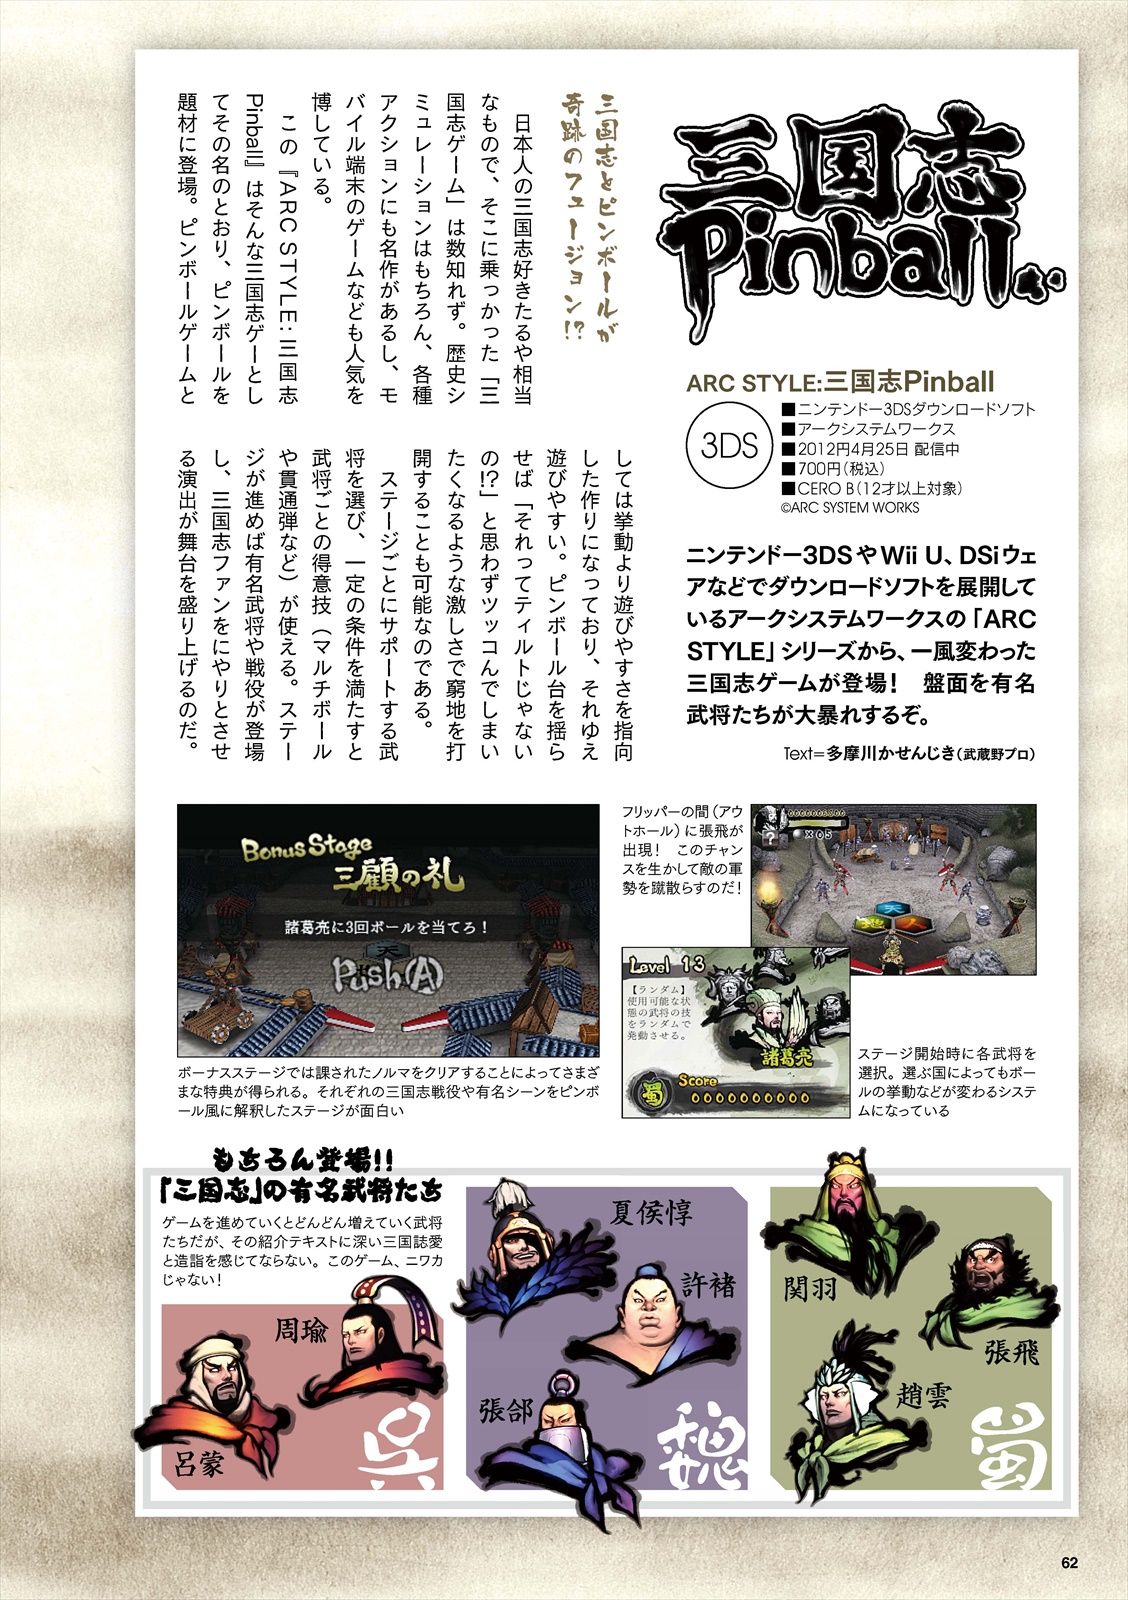 三国志
Pinball
ARC STYLE:三国志Pinball
3DS
■ニンテンドー3DSダウンロードソフト
■アークシステムワークス
■2012円4月25日 配信中
■700円（税込）
■CERO B（12才以上対象）
©ARC SYSTEM WORKS
ニンテンドー3DSやWii U、DSiウェ
アなどでダウンロードソフトを展開して
いるアークシステムワークスの「ARC
STYLE」シリーズから、一風変わった
三国志ゲームが登場！　盤面を有名
武将たちが大暴れするぞ。
Text=多摩川かせんじき（武蔵野プロ）
三国志とピンボールが
奇跡のフュージョン!?
　日本人の三国志好きたるや相当
なもので、そこに乗っかった「三
国志ゲーム」は数知れず。歴史シ
ミュレーションはもちろん、各種
アクションにも名作があるし、モ
バイル端末のゲームなども人気を
博している。
　この『ARC STYLE: 三国志
Pinball』はそんな三国志ゲーとし
てその名のとおり、ピンボールを
題材に登場。ピンボールゲームと
しては挙動より遊びやすさを指向
した作りになっており、それゆえ
遊びやすい。ピンボール台を揺ら
せば「それってティルトじゃない
の!?」と思わずツッコんでしまい
たくなるような激しさで窮地を打
開することも可能なのである。
　ステージごとにサポートする武
将を選び、一定の条件を満たすと
武将ごとの得意技（マルチボール
や貫通弾など）が使える。ステー
ジが進めば有名武将や戦役が登場
し、三国志ファンをにやりとさせ
る演出が舞台を盛り上げるのだ。
フリッパーの間（アウ
トホール）に張飛が
出現！　このチャン
スを生かして敵の軍
勢を蹴散らすのだ！
?
×05
天
Bonus Stage
三顧の礼
諸葛亮に3回ボールを当てろ！
天
Push(A)
ボーナスステージでは課されたノルマをクリアすることによってさまざ
まな特典が得られる。それぞれの三国志戦役や有名シーンをピンボ
ール風に解釈したステージが面白い
Level 13
【ランダム】
使用可能な状
態の武将の技
をランダムで
発動させる。
諸葛亮
蜀
Score
0000000000
ステージ開始時に各武将を
選択。選ぶ国によってもボー
ルの挙動などが変わるシステ
ムになっている
もちろん登場!!
「三国志」の有名武将たち
ゲームを進めていくとどんどん増えていく武将
たちだが、その紹介テキストに深い三国誌愛
と造詣を感じてならない。このゲーム、ニワカ
じゃない！
関羽
張飛
趙雲
蜀
夏侯惇
許褚
張郃
魏
周瑜
呂蒙
呉
62